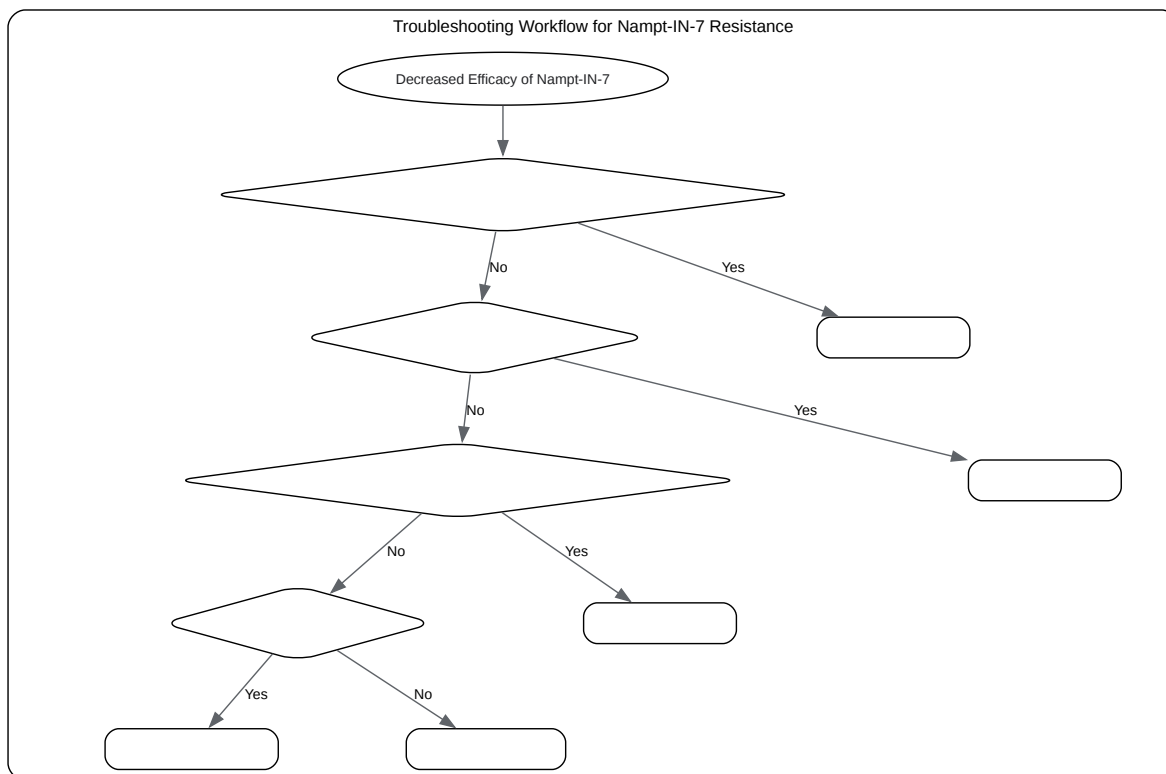 Troubleshooting Workflow for Nampt-IN-7 Resistance
Decreased Efficacy of Nampt-IN-7
No
Yes
No
Yes
No
Yes
Yes
No